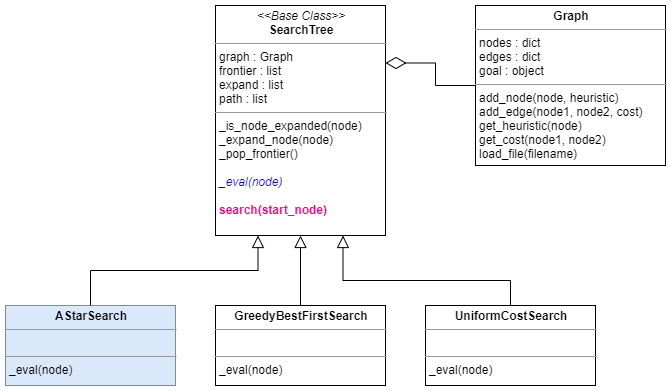 <<Base Class>>
SearchTree
graph : Graph
frontier : list
expand : list
path : list
_is_node_expanded(node)
_expand_node(node)
_pop_frontier()
_eval(node)
search(start_node)
Graph
nodes : dict
edges : dict
goal : object
add_node(node, heuristic)
add_edge(node1, node2, cost)
get_heuristic(node)
get_cost(node1, node2)
load_file(filename)
AStarSearch
_eval(node)
GreedyBestFirstSearch
_eval(node)
UniformCostSearch
_eval(node)